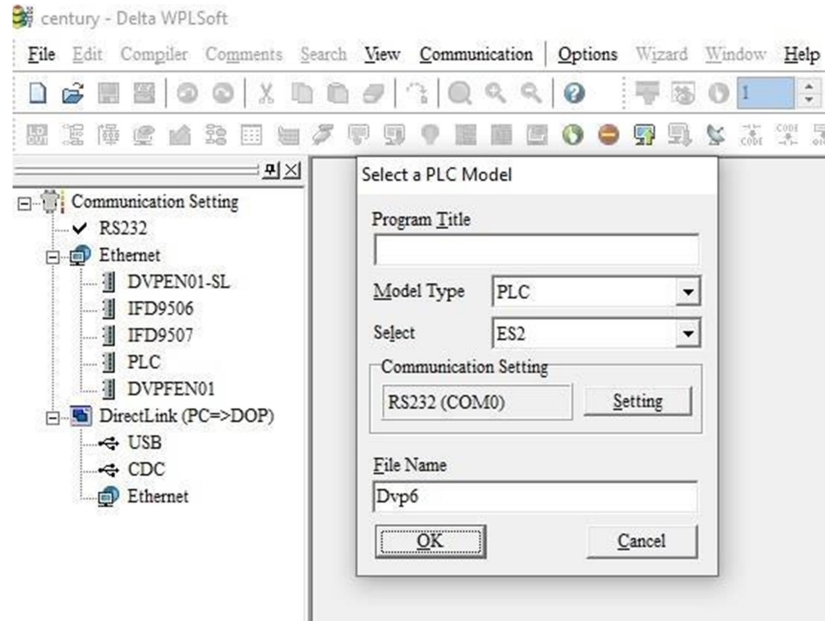 century - Delta WPLSoft
File Edit Compiler Comments Search View Communication Options Wizard Window Help
1
Communication Setting
RS232
Ethernet
DVPEN01-SL
IFD9506
IFD9507
PLC
DVPFEN01
DirectLink (PC=>DOP)
USB
CDC
Ethernet
Select a PLC Model
Program Title
Model Type PLC
Select ES2
Communication Setting
RS232 (COM0) Setting
File Name
Dvp6
OK Cancel